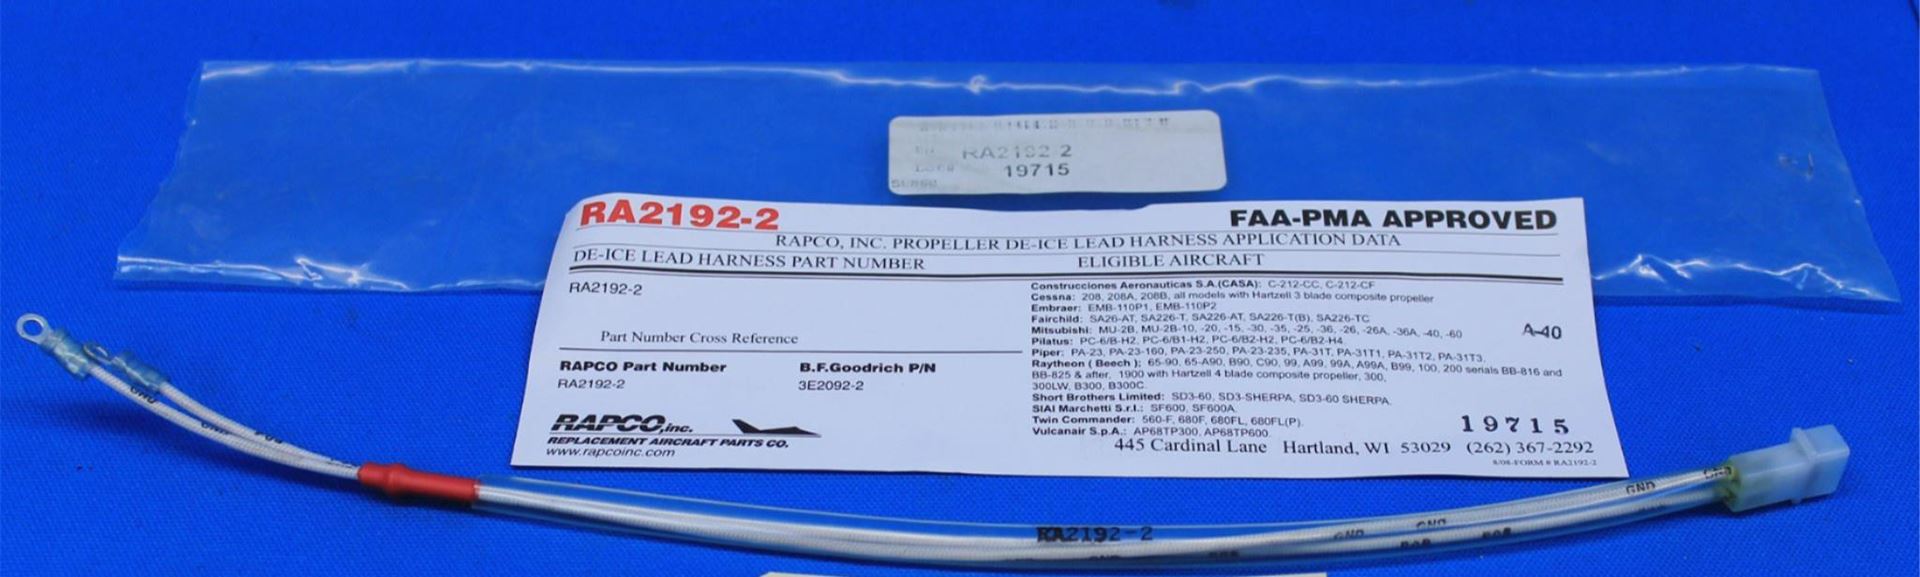 RA2192-2
19715
RA2192-2 FAA-PMA APPROVED
RAPCO, INC. PROPELLER DE-ICE LEAD HARNESS APPLICATION DATA
DE-ICE LEAD HARNESS PART NUMBER ELIGIBLE AIRCRAFT
RA2192-2
Part Number Cross Reference
RAPCO Part Number B.F.Goodrich P/N
RA2192-2 3E2092-2
RAPCO, inc.
REPLACEMENT AIRCRAFT PARTS CO.
www.rapcoinc.com
Construcciones Aeronauticas S.A.(CASA): C-212-CC, C-212-CF
Cessna: 208, 208A, 208B, all models with Hartzell 3 blade composite propeller
Embraer: EMB-110P1, EMB-110P2
Fairchild: SA26-AT, SA226-T, SA226-AT, SA226-T(B), SA226-TC
Mitsubishi: MU-2B, MU-2B-10, -20, -15, -30, -35, -25, -36, -26, -26A, -36A, -40, -60
Pilatus: PC-6/B-H2, PC-6/B1-H2, PC-6/B2-H2, PC-6/B2-H4.
Piper: PA-23, PA-23-160, PA-23-250, PA-23-235, PA-31T, PA-31T1, PA-31T2, PA-31T3.
Raytheon ( Beech ): 65-90, 65-A90, B90, C90, 99, A99, 99A, A99A, B99, 100, 200 serials BB-816 and
BB-825 & after, 1900 with Hartzell 4 blade composite propeller, 300,
300LW, B300, B300C.
Short Brothers Limited: SD3-60, SD3-SHERPA, SD3-60 SHERPA.
SIAI Marchetti S.r.l.: SF600, SF600A
Twin Commander: 560-F, 680F, 680FL, 680FL(P).
Vulcanair S.p.A.: AP68TP300, AP68TP600.
A-40
19715
445 Cardinal Lane Hartland, WI 53029 (262) 367-2292
8/08-FORM # RA2192-2
RA2192-2
GND
GND
GND
GND